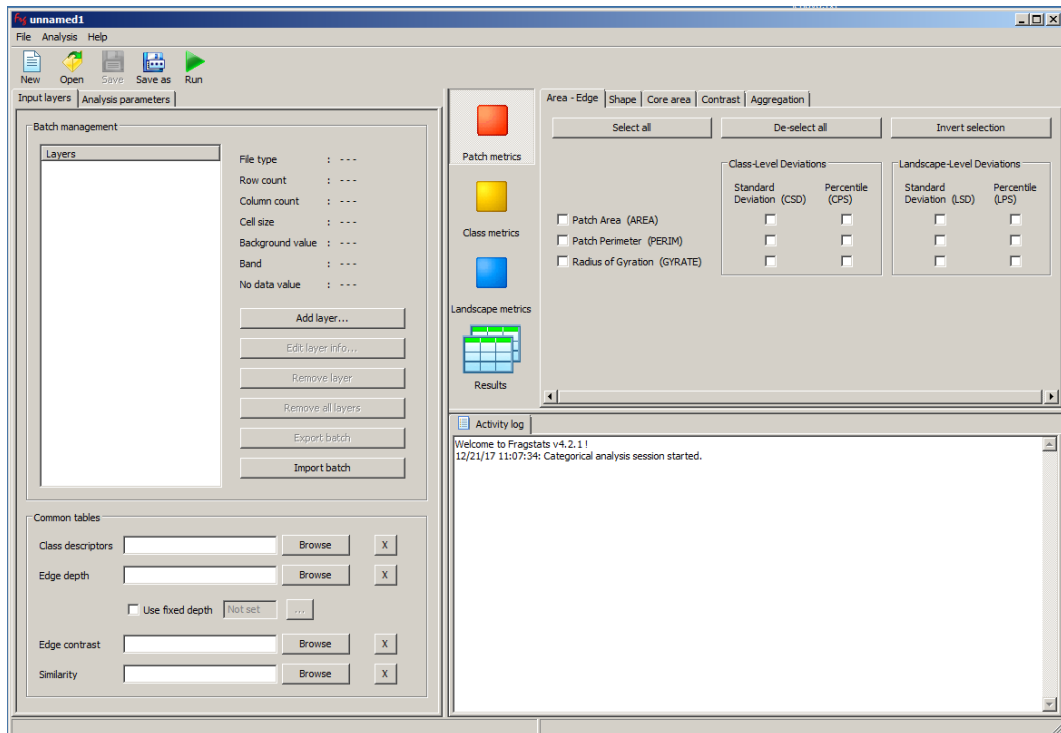 unnamed1
File Analysis Help
New Open Save Save as Run
Input layers Analysis parameters
Batch management
Layers
File type : ---
Row count : ---
Column count : ---
Cell size : ---
Background value : ---
Band : ---
No data value : ---
Add layer...
Edit layer info...
Remove layer
Remove all layers
Export batch
Import batch
Common tables
Class descriptors Browse X
Edge depth Browse X
Use fixed depth Not set ...
Edge contrast Browse X
Similarity Browse X
Patch metrics
Class metrics
Landscape metrics
Results
Area - Edge Shape Core area Contrast Aggregation
Select all De-select all Invert selection
Class-Level Deviations Landscape-Level Deviations
Standard Percentile Standard Percentile
Deviation (CSD) (CPS) Deviation (LSD) (LPS)
Patch Area (AREA)
Patch Perimeter (PERIM)
Radius of Gyration (GYRATE)
Activity log
Welcome to Fragstats v4.2.1 !
12/21/17 11:07:34: Categorical analysis session started.